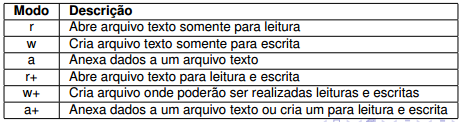 Modo Descrição
r Abre arquivo texto somente para leitura
w Cria arquivo texto somente para escrita
a Anexa dados a um arquivo texto
r+ Abre arquivo texto para leitura e escrita
w+ Cria arquivo onde poderão ser realizadas leituras e escritas
a+ Anexa dados a um arquivo texto ou cria um para leitura e escrita